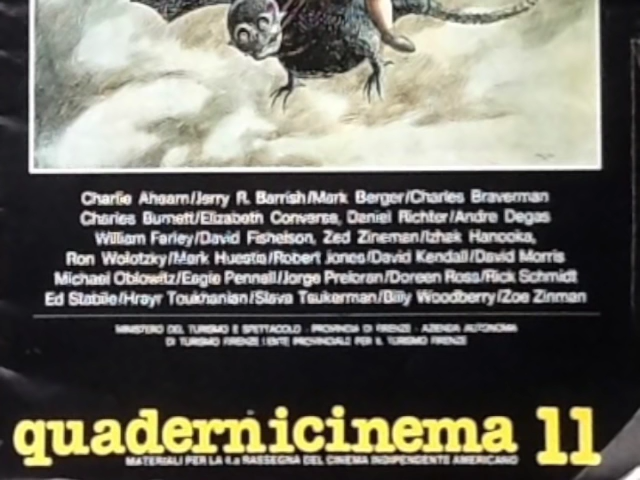 Charlie Ahearn/Jerry R. Barrish/Mark Berger/Charles Braverman
Charles Burnett/Elizabeth Converse, Daniel Richter/Andre Degas
William Farley/David Fishelson, Zed Zineman/Izhak Hanooka,
Ron Wolotzky/Mark Huestis/Robert Jones/David Kendall/David Morris
Michael Oblowitz/Eagle Pennell/Jorge Preloran/Doreen Ross/Rick Schmidt
Ed Stabile/Hrayr Toukhanian/Slava Tsukerman/Billy Woodberry/Zoe Zinman
MINISTERO DEL TURISMO E SPETTACOLO - PROVINCIA DI FIRENZE - AZIENDA AUTONOMA
DI TURISMO FIRENZE / ENTE PROVINCIALE PER IL TURISMO FIRENZE
quadernicinema 11
MATERIALI PER LA RASSEGNA DEL CINEMA INDIPENDENTE AMERICANO